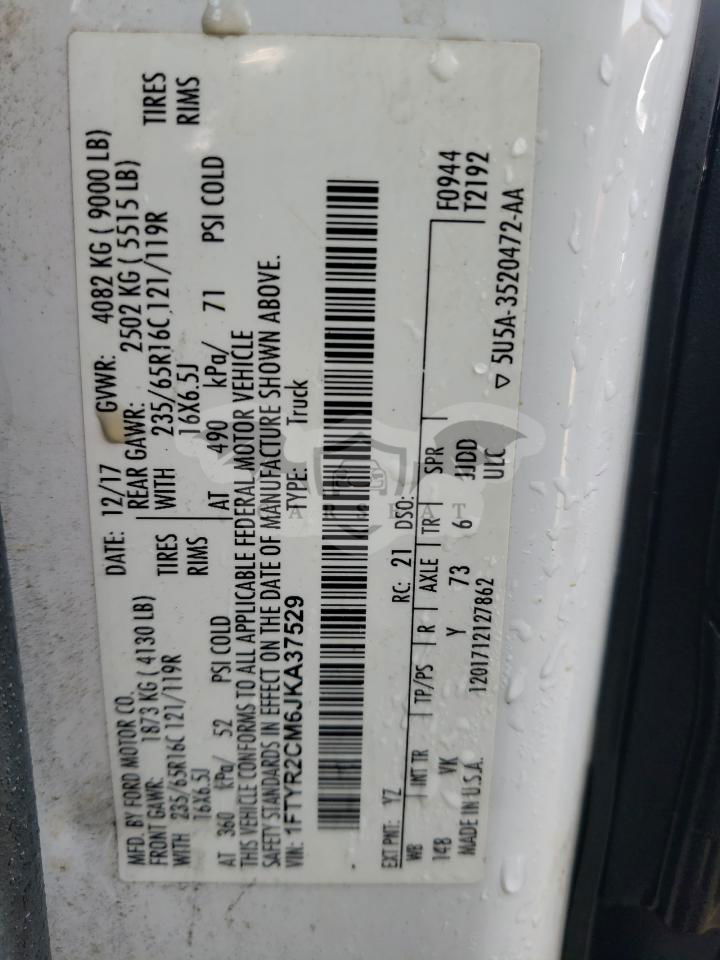 MFD. BY FORD MOTOR CO. DATE: 12/17 GVWR: 4082 KG ( 9000 LB)
FRONT GAWR: 1873 KG ( 4130 LB) REAR GAWR: 2502 KG ( 5515 LB)
WITH 235/65R16C 121/119R TIRES WITH 235/65R16C 121/119R TIRES
16X6.5J RIMS 16X6.5J RIMS
AT 360 kPa/ 52 PSI COLD AT 490 kPa/ 71 PSI COLD
THIS VEHICLE CONFORMS TO ALL APPLICABLE FEDERAL MOTOR VEHICLE
SAFETY STANDARDS IN EFFECT ON THE DATE OF MANUFACTURE SHOWN ABOVE.
VIN: 1FTYR2CM6JKA37529 TYPE: Truck
EXT PNT: YZ RC: 21 DSO: F0944
WB INT TR TP/PS R AXLE TR SPR T2192
148 VK Y 73 6 JJDD
MADE IN U.S.A. 1201712127862 ULC ▽ 5U5A-3520472-AA